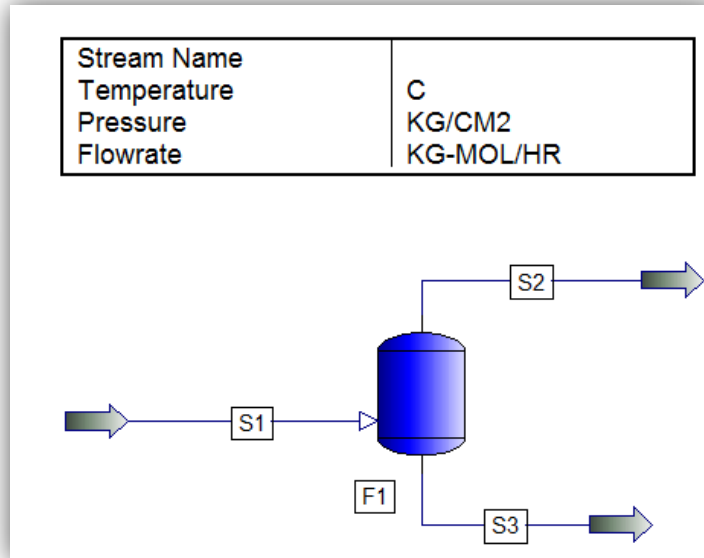 Stream Name
Temperature C
Pressure KG/CM2
Flowrate KG-MOL/HR
S2
S1
F1
S3